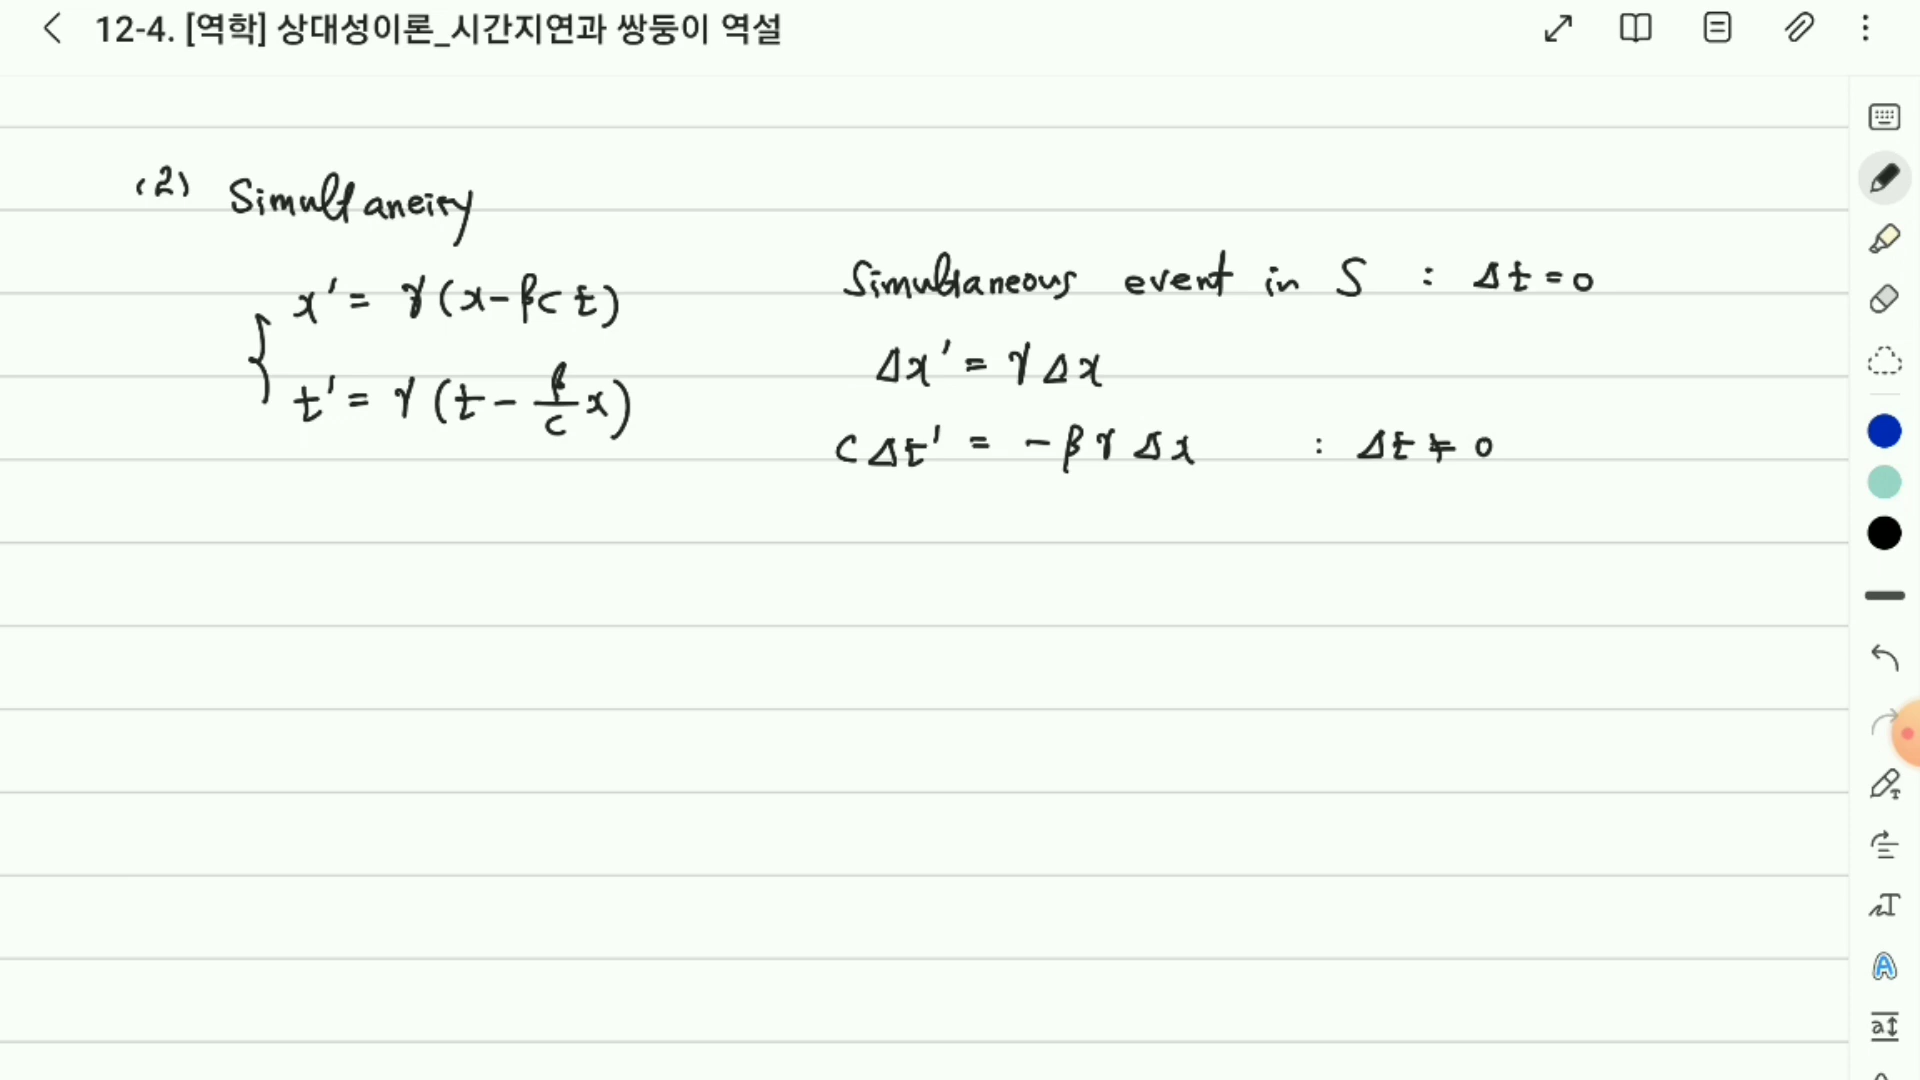 12-4. [역학] 상대성이론_시간지연과 쌍둥이 역설
(2) Simultaneity
x' = γ(x-βct)
t' = γ(t-β/c x)
Simultaneous event in S : Δt=0
Δx' = γΔx
cΔt' = -βγΔx : Δt≠0